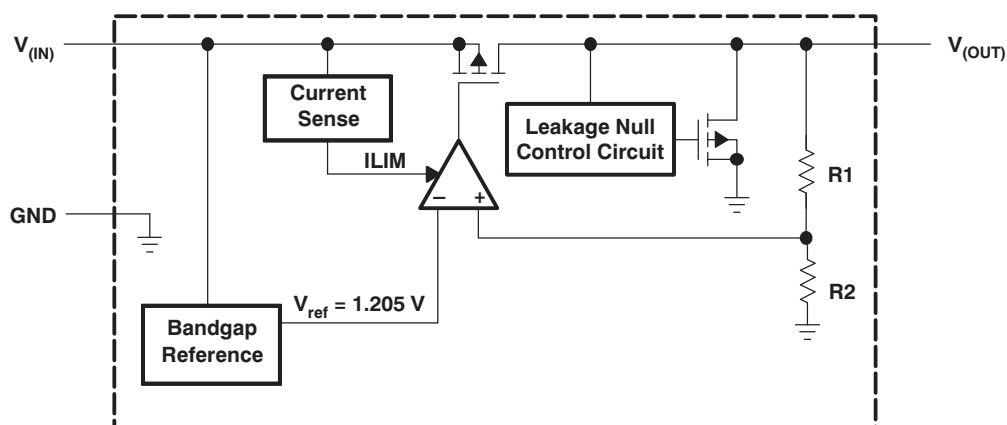 V(IN)
V(OUT)
Current
Sense
Leakage Null
Control Circuit
ILIM
R1
− +
GND
R2
Vref = 1.205 V
Bandgap
Reference